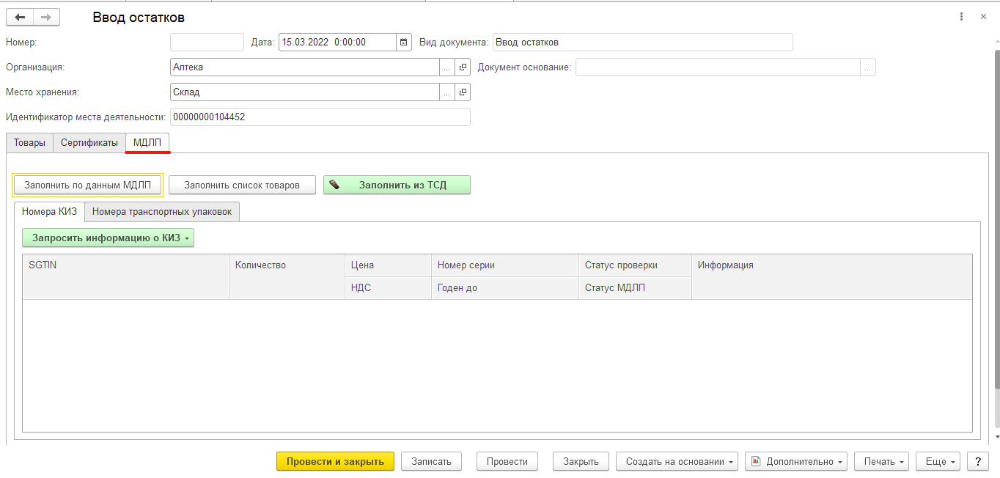 Ввод остатков
Номер: Дата: 15.03.2022 0:00:00 Вид документа: Ввод остатков
Организация: Аптека ... Документ основание: ...
Место хранения: Склад ...
Идентификатор места деятельности: 00000000104452
Товары Сертификаты МДЛП
Заполнить по данным МДЛП Заполнить список товаров Заполнить из ТСД
Номера КИЗ Номера транспортных упаковок
Запросить информацию о КИЗ
SGTIN Количество Цена Номер серии Статус проверки Информация
НДС Годен до Статус МДЛП
Провести и закрыть Записать Провести Закрыть Создать на основании Дополнительно Печать Еще ?